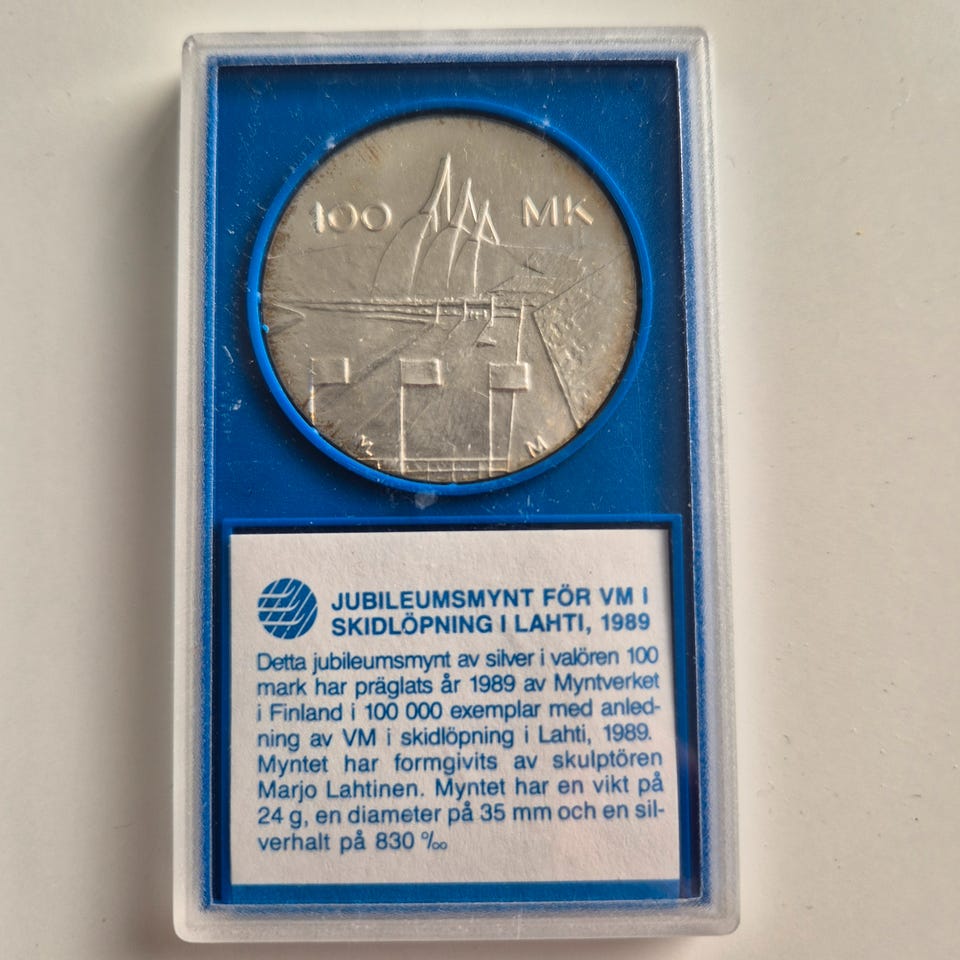 100 MK
M M
JUBILEUMSMYNT FÖR VM I
SKIDLÖPNING I LAHTI, 1989
Detta jubileumsmynt av silver i valören 100
mark har präglats år 1989 av Myntverket
i Finland i 100 000 exemplar med anled-
ning av VM i skidlöpning i Lahti, 1989.
Myntet har formgivits av skulptören
Marjo Lahtinen. Myntet har en vikt på
24 g, en diameter på 35 mm och en sil-
verhalt på 830 ‰